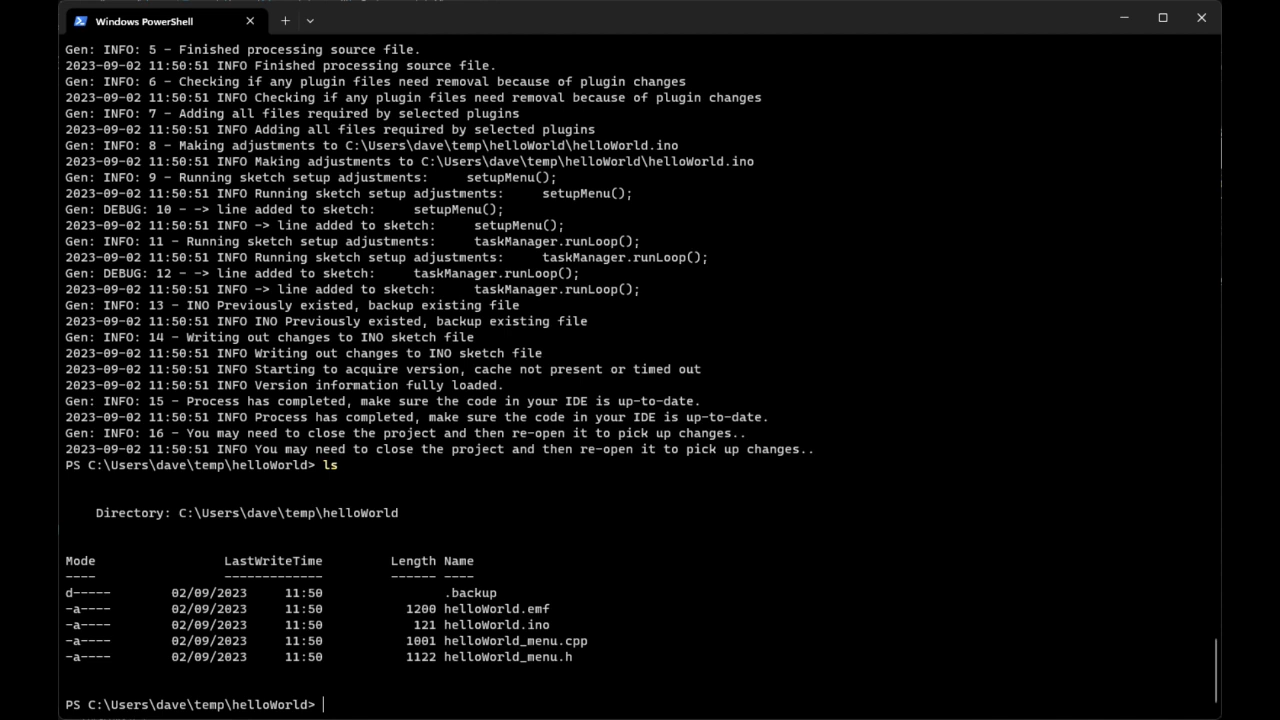 Windows PowerShell
Gen: INFO: 5 - Finished processing source file.
2023-09-02 11:50:51 INFO Finished processing source file.
Gen: INFO: 6 - Checking if any plugin files need removal because of plugin changes
2023-09-02 11:50:51 INFO Checking if any plugin files need removal because of plugin changes
Gen: INFO: 7 - Adding all files required by selected plugins
2023-09-02 11:50:51 INFO Adding all files required by selected plugins
Gen: INFO: 8 - Making adjustments to C:\Users\dave\temp\helloWorld\helloWorld.ino
2023-09-02 11:50:51 INFO Making adjustments to C:\Users\dave\temp\helloWorld\helloWorld.ino
Gen: INFO: 9 - Running sketch setup adjustments:     setupMenu();
2023-09-02 11:50:51 INFO Running sketch setup adjustments:     setupMenu();
Gen: DEBUG: 10 - -> line added to sketch:     setupMenu();
2023-09-02 11:50:51 INFO -> line added to sketch:     setupMenu();
Gen: INFO: 11 - Running sketch setup adjustments:     taskManager.runLoop();
2023-09-02 11:50:51 INFO Running sketch setup adjustments:     taskManager.runLoop();
Gen: DEBUG: 12 - -> line added to sketch:     taskManager.runLoop();
2023-09-02 11:50:51 INFO -> line added to sketch:     taskManager.runLoop();
Gen: INFO: 13 - INO Previously existed, backup existing file
2023-09-02 11:50:51 INFO INO Previously existed, backup existing file
Gen: INFO: 14 - Writing out changes to INO sketch file
2023-09-02 11:50:51 INFO Writing out changes to INO sketch file
2023-09-02 11:50:51 INFO Starting to acquire version, cache not present or timed out
2023-09-02 11:50:51 INFO Version information fully loaded.
Gen: INFO: 15 - Process has completed, make sure the code in your IDE is up-to-date.
2023-09-02 11:50:51 INFO Process has completed, make sure the code in your IDE is up-to-date.
Gen: INFO: 16 - You may need to close the project and then re-open it to pick up changes..
2023-09-02 11:50:51 INFO You may need to close the project and then re-open it to pick up changes..
PS C:\Users\dave\temp\helloWorld> ls
Directory: C:\Users\dave\temp\helloWorld
Mode                 LastWriteTime         Length Name
----                 -------------         ------ ----
d-----        02/09/2023     11:50                .backup
-a----        02/09/2023     11:50           1200 helloWorld.emf
-a----        02/09/2023     11:50            121 helloWorld.ino
-a----        02/09/2023     11:50           1001 helloWorld_menu.cpp
-a----        02/09/2023     11:50           1122 helloWorld_menu.h
PS C:\Users\dave\temp\helloWorld>